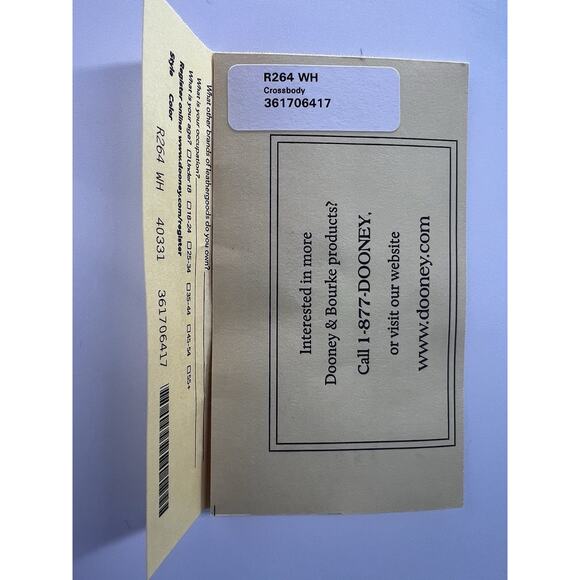 R264 WH
Crossbody
361706417
Interested in more
Dooney & Bourke products?
Call 1-877-DOONEY,
or visit our website
www.dooney.com
What other brands of leathergoods do you own?
What is your occupation?
What is your age? □Under 18 □18-24 □25-34 □35-44 □45-54 □55+
Register online: www.dooney.com/register
Style Color
R264 WH 40331 361706417